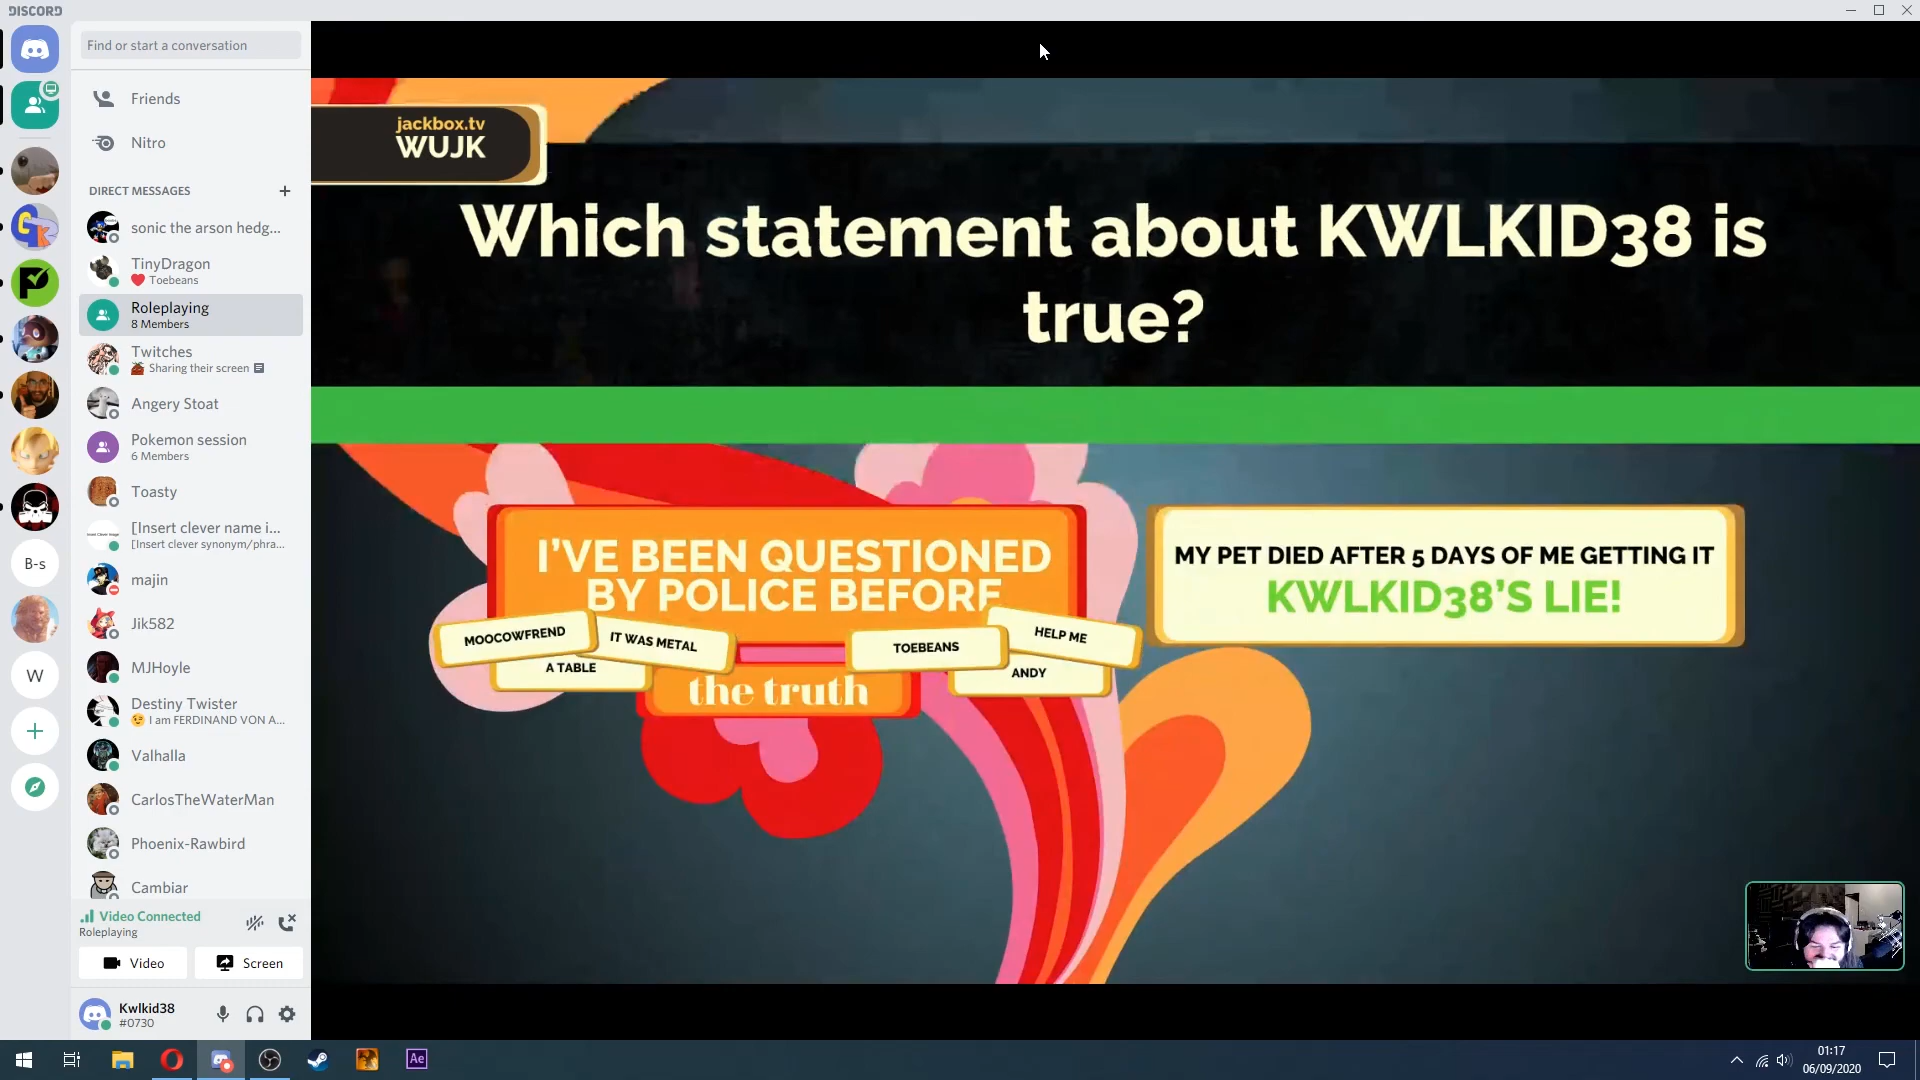 DISCORD
Find or start a conversation
Friends
Nitro
DIRECT MESSAGES
sonic the arson hedg...
TinyDragon
Toebeans
Roleplaying
8 Members
Twitches
Sharing their screen
Angery Stoat
Pokemon session
6 Members
Toasty
[Insert clever name i...
[Insert clever synonym/phra...
majin
Jik582
MJHoyle
Destiny Twister
I am FERDINAND VON A...
Valhalla
CarlosTheWaterMan
Phoenix-Rawbird
Cambiar
B-s
W
Video Connected
Roleplaying
Video
Screen
Kwlkid38
#0730
jackbox.tv
WUJK
Which statement about KWLKID38 is
true?
I'VE BEEN QUESTIONED
BY POLICE BEFORE
MOOCOWFREND
IT WAS METAL
A TABLE
TOEBEANS
HELP ME
ANDY
the truth
MY PET DIED AFTER 5 DAYS OF ME GETTING IT
KWLKID38'S LIE!
Ae
01:17
06/09/2020